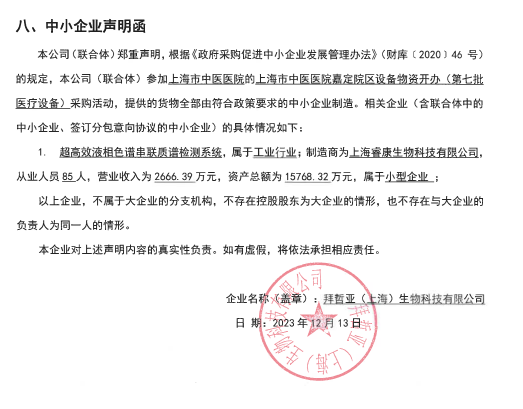 八、中小企业声明函
本公司（联合体）郑重声明，根据《政府采购促进中小企业发展管理办法》（财库﹝2020﹞46 号）
的规定，本公司（联合体）参加上海市中医医院的上海市中医医院嘉定院区设备物资开办（第七批
医疗设备）采购活动，提供的货物全部由符合政策要求的中小企业制造。相关企业（含联合体中的
中小企业、签订分包意向协议的中小企业）的具体情况如下：
1. 超高效液相色谱串联质谱检测系统，属于工业行业；制造商为上海睿康生物科技有限公司，
从业人员 85 人，营业收入为 2666.39 万元，资产总额为 15768.32 万元，属于 小型企业 ；
以上企业，不属于大企业的分支机构，不存在控股股东为大企业的情形，也不存在与大企业的
负责人为同一人的情形。
本企业对上述声明内容的真实性负责。如有虚假，将依法承担相应责任。
企业名称（盖章）：拜哲亚（上海）生物科技有限公司
日 期：2023 年 12 月 13 日
拜哲亚（上海）生物科技有限公司